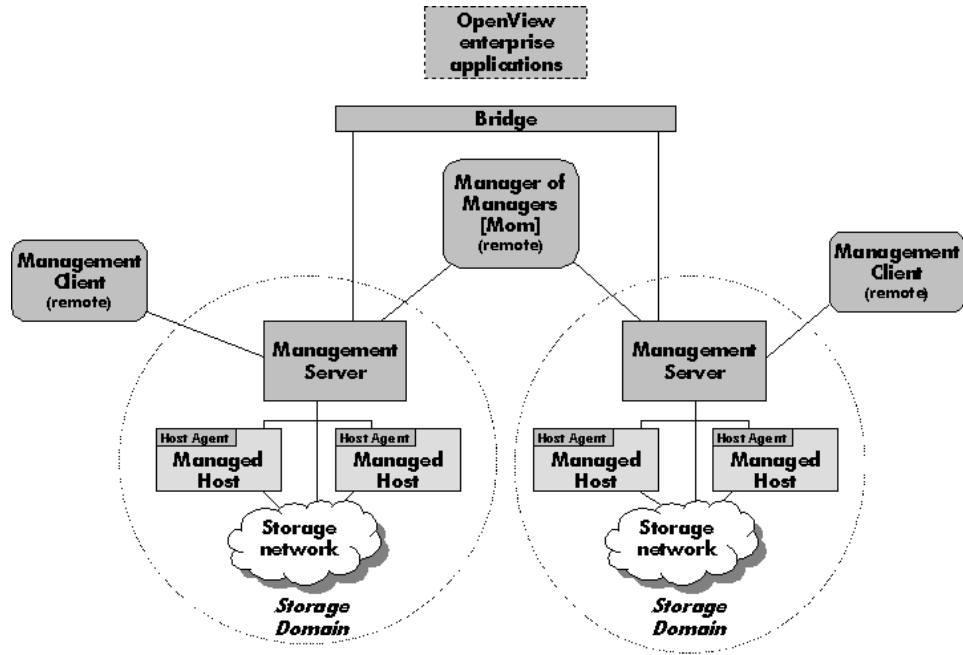 OpenView
enterprise
applications
Bridge
Manager of
Managers
[Mom]
(remote)
Management
Client
(remote)
Management
Client
(remote)
Management
Server
Management
Server
Host Agent
Managed
Host
Host Agent
Managed
Host
Host Agent
Managed
Host
Host Agent
Managed
Host
Storage
network
Storage
network
Storage
Domain
Storage
Domain